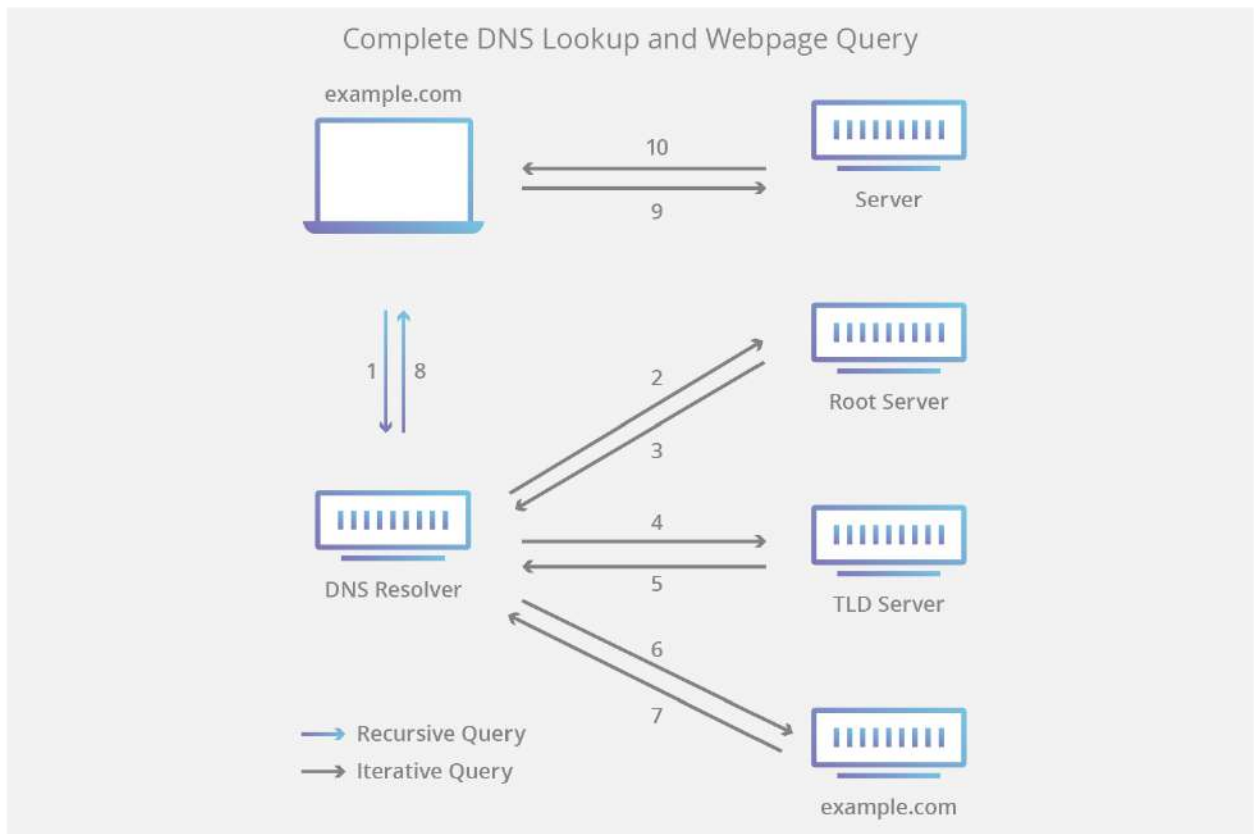 Complete DNS Lookup and Webpage Query
example.com
10
9
Server
1
8
2
3
Root Server
4
5
DNS Resolver
TLD Server
6
7
Recursive Query
Iterative Query
example.com